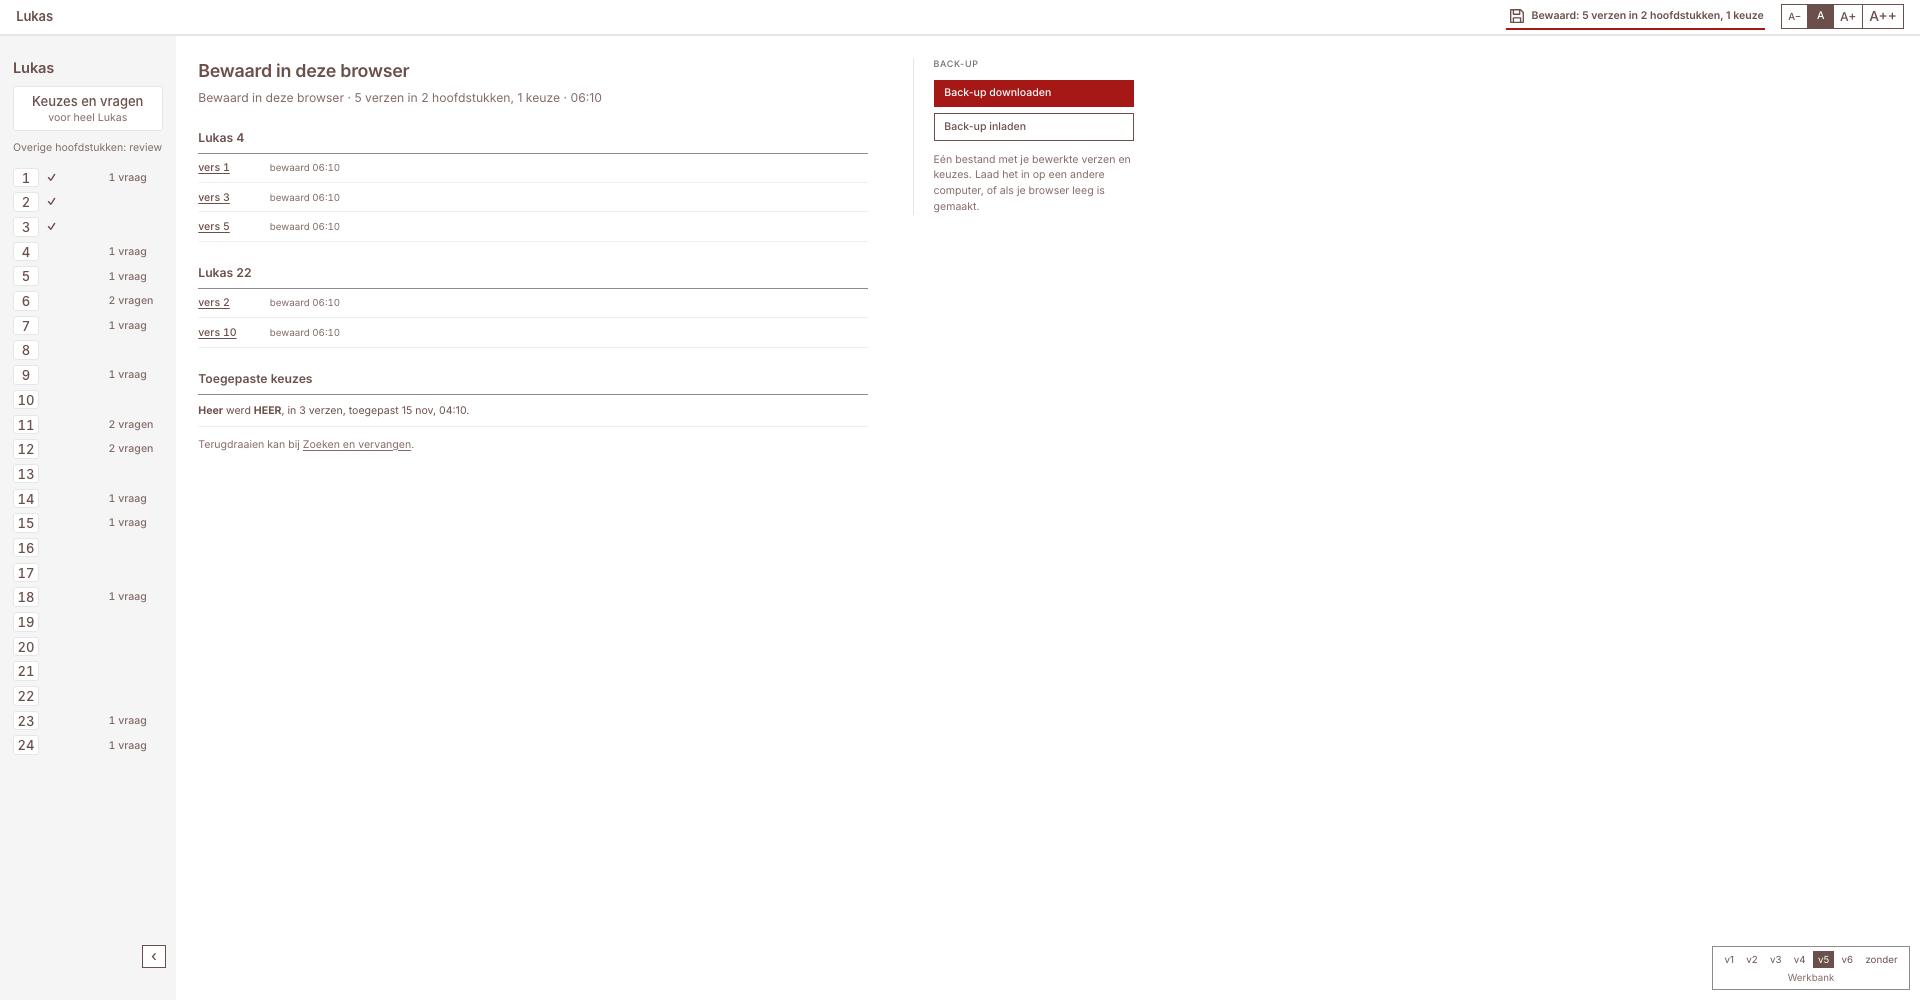 Lukas
Bewaard: 5 verzen in 2 hoofdstukken, 1 keuze
A−
A
A+
A++
Lukas
Keuzes en vragen
voor heel Lukas
Overige hoofdstukken: review
1 ✓ 1 vraag
2 ✓
3 ✓
4 1 vraag
5 1 vraag
6 2 vragen
7 1 vraag
8
9 1 vraag
10
11 2 vragen
12 2 vragen
13
14 1 vraag
15 1 vraag
16
17
18 1 vraag
19
20
21
22
23 1 vraag
24 1 vraag
‹
Bewaard in deze browser
Bewaard in deze browser · 5 verzen in 2 hoofdstukken, 1 keuze · 06:10
Lukas 4
vers 1 bewaard 06:10
vers 3 bewaard 06:10
vers 5 bewaard 06:10
Lukas 22
vers 2 bewaard 06:10
vers 10 bewaard 06:10
Toegepaste keuzes
Heer werd HEER, in 3 verzen, toegepast 15 nov, 04:10.
Terugdraaien kan bij Zoeken en vervangen.
BACK-UP
Back-up downloaden
Back-up inladen
Eén bestand met je bewerkte verzen en
keuzes. Laad het in op een andere
computer, of als je browser leeg is
gemaakt.
v1 v2 v3 v4 v5 v6 zonder
Werkbank